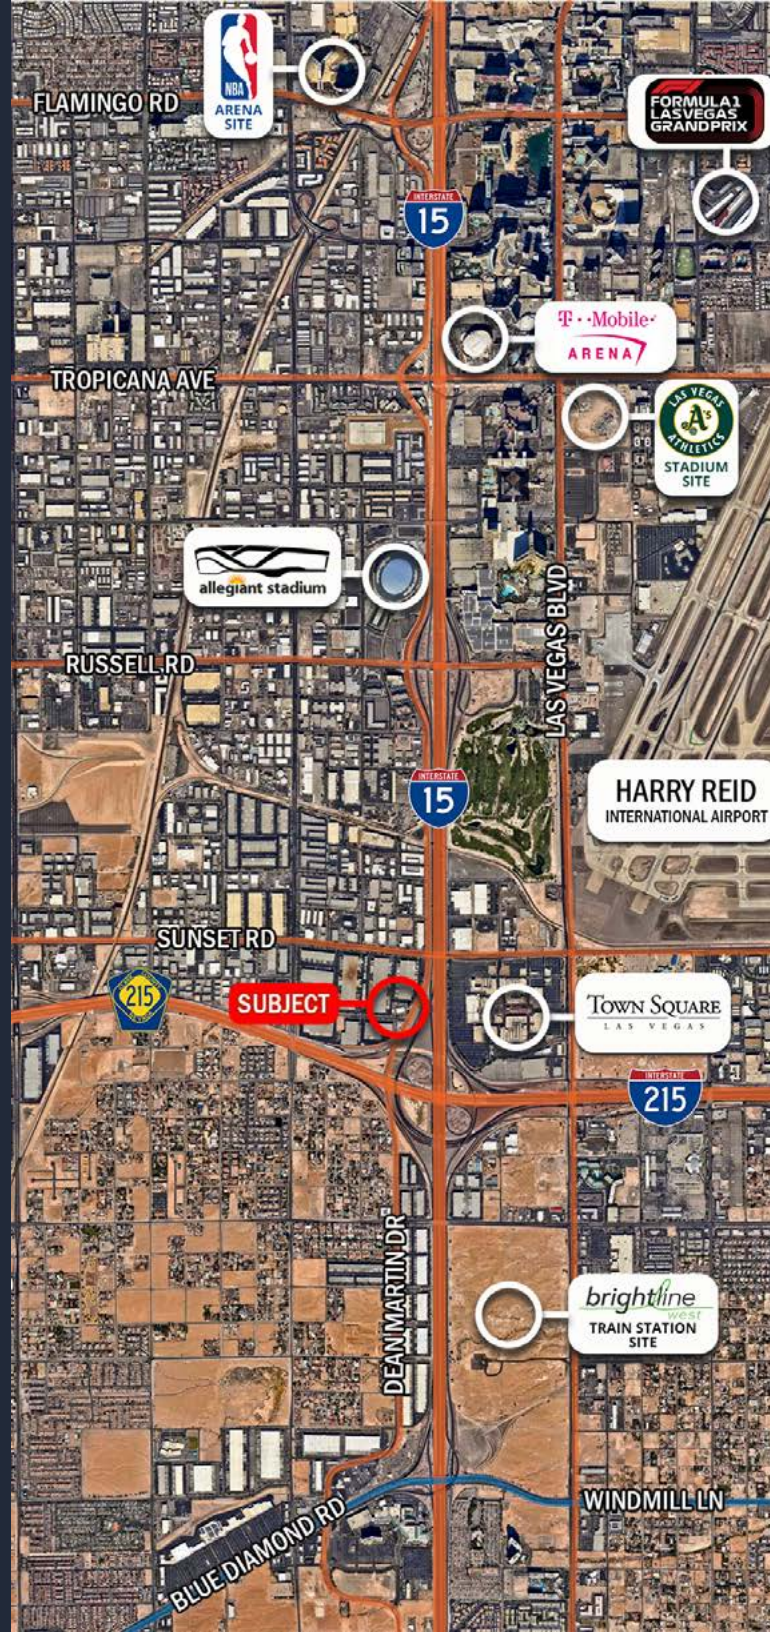 NBA
ARENA
SITE
FLAMINGO RD
FORMULA 1
LAS VEGAS
GRAND PRIX
INTERSTATE
15
T··Mobile·
ARENA
TROPICANA AVE
LAS VEGAS
A's
ATHLETICS
STADIUM
SITE
allegiant stadium
LAS VEGAS BLVD
RUSSELL RD
INTERSTATE
15
HARRY REID
INTERNATIONAL AIRPORT
SUNSET RD
215
SUBJECT
TOWN SQUARE
LAS VEGAS
INTERSTATE
215
DEAN MARTIN DR
brightline
west
TRAIN STATION
SITE
WINDMILL LN
BLUE DIAMOND RD